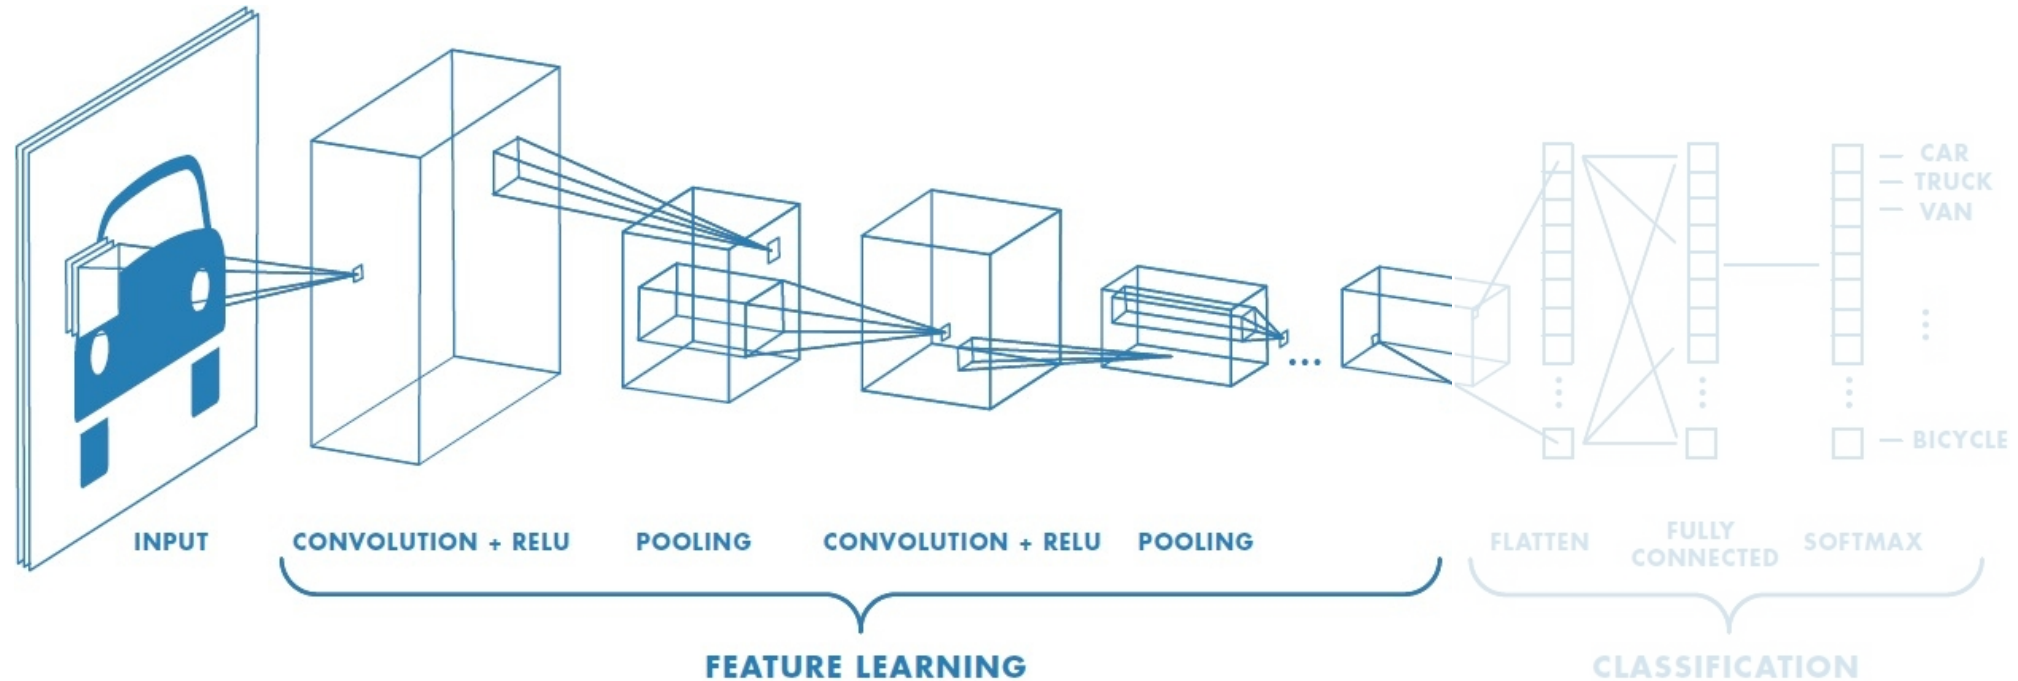 CAR
TRUCK
VAN
BICYCLE
INPUT
CONVOLUTION + RELU
POOLING
CONVOLUTION + RELU
POOLING
FLATTEN
FULLY
CONNECTED
SOFTMAX
FEATURE LEARNING
CLASSIFICATION